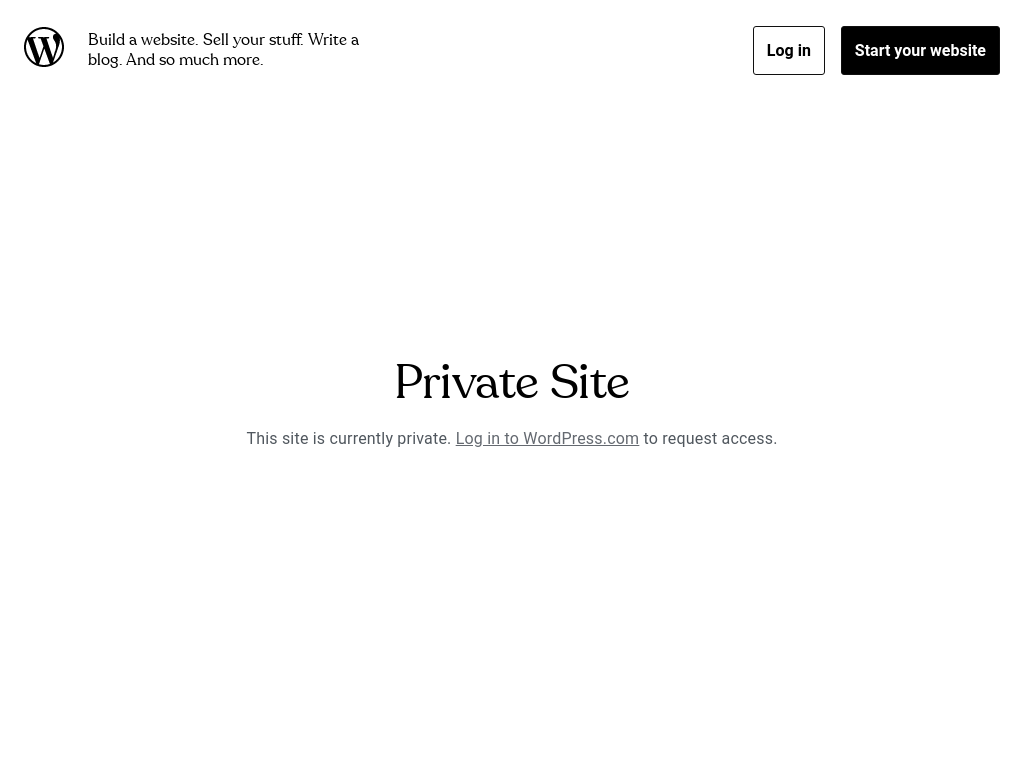 Build a website. Sell your stuff. Write a
blog. And so much more.
Log in
Start your website
Private Site
This site is currently private. Log in to WordPress.com to request access.